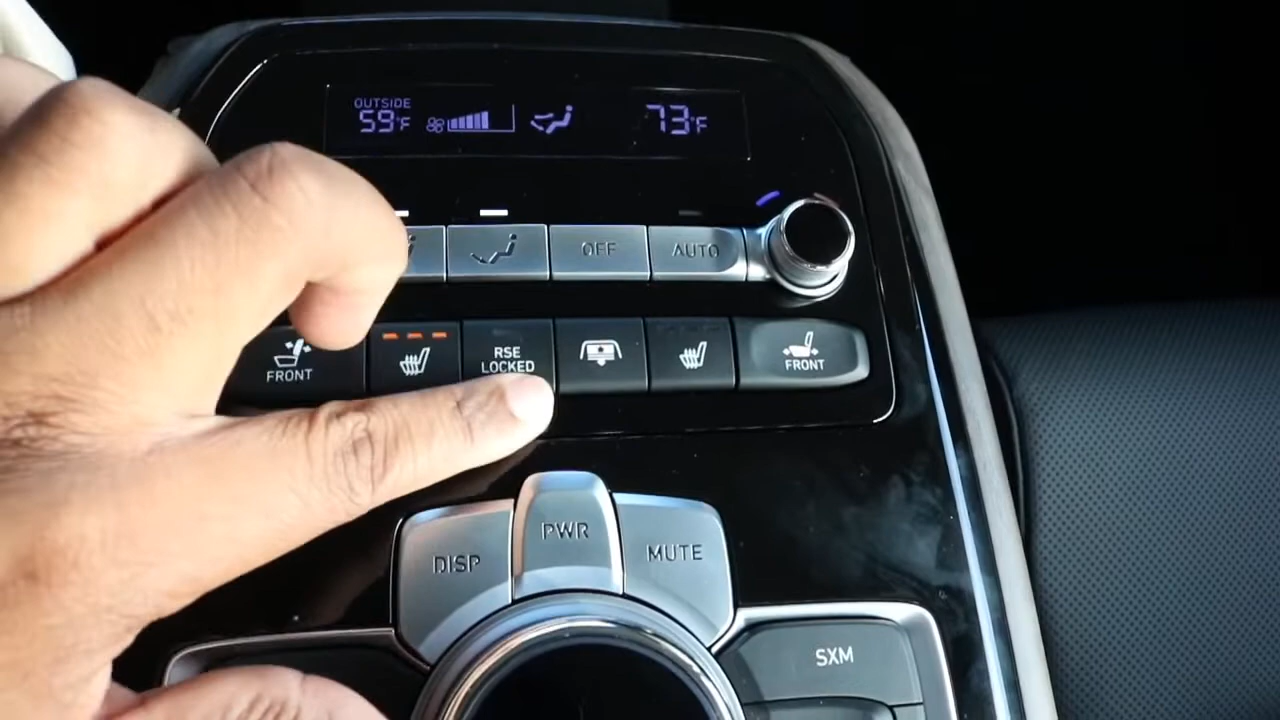 OUTSIDE
59°F
73°F
OFF
AUTO
FRONT
RSE
LOCKED
FRONT
DISP
PWR
MUTE
SXM